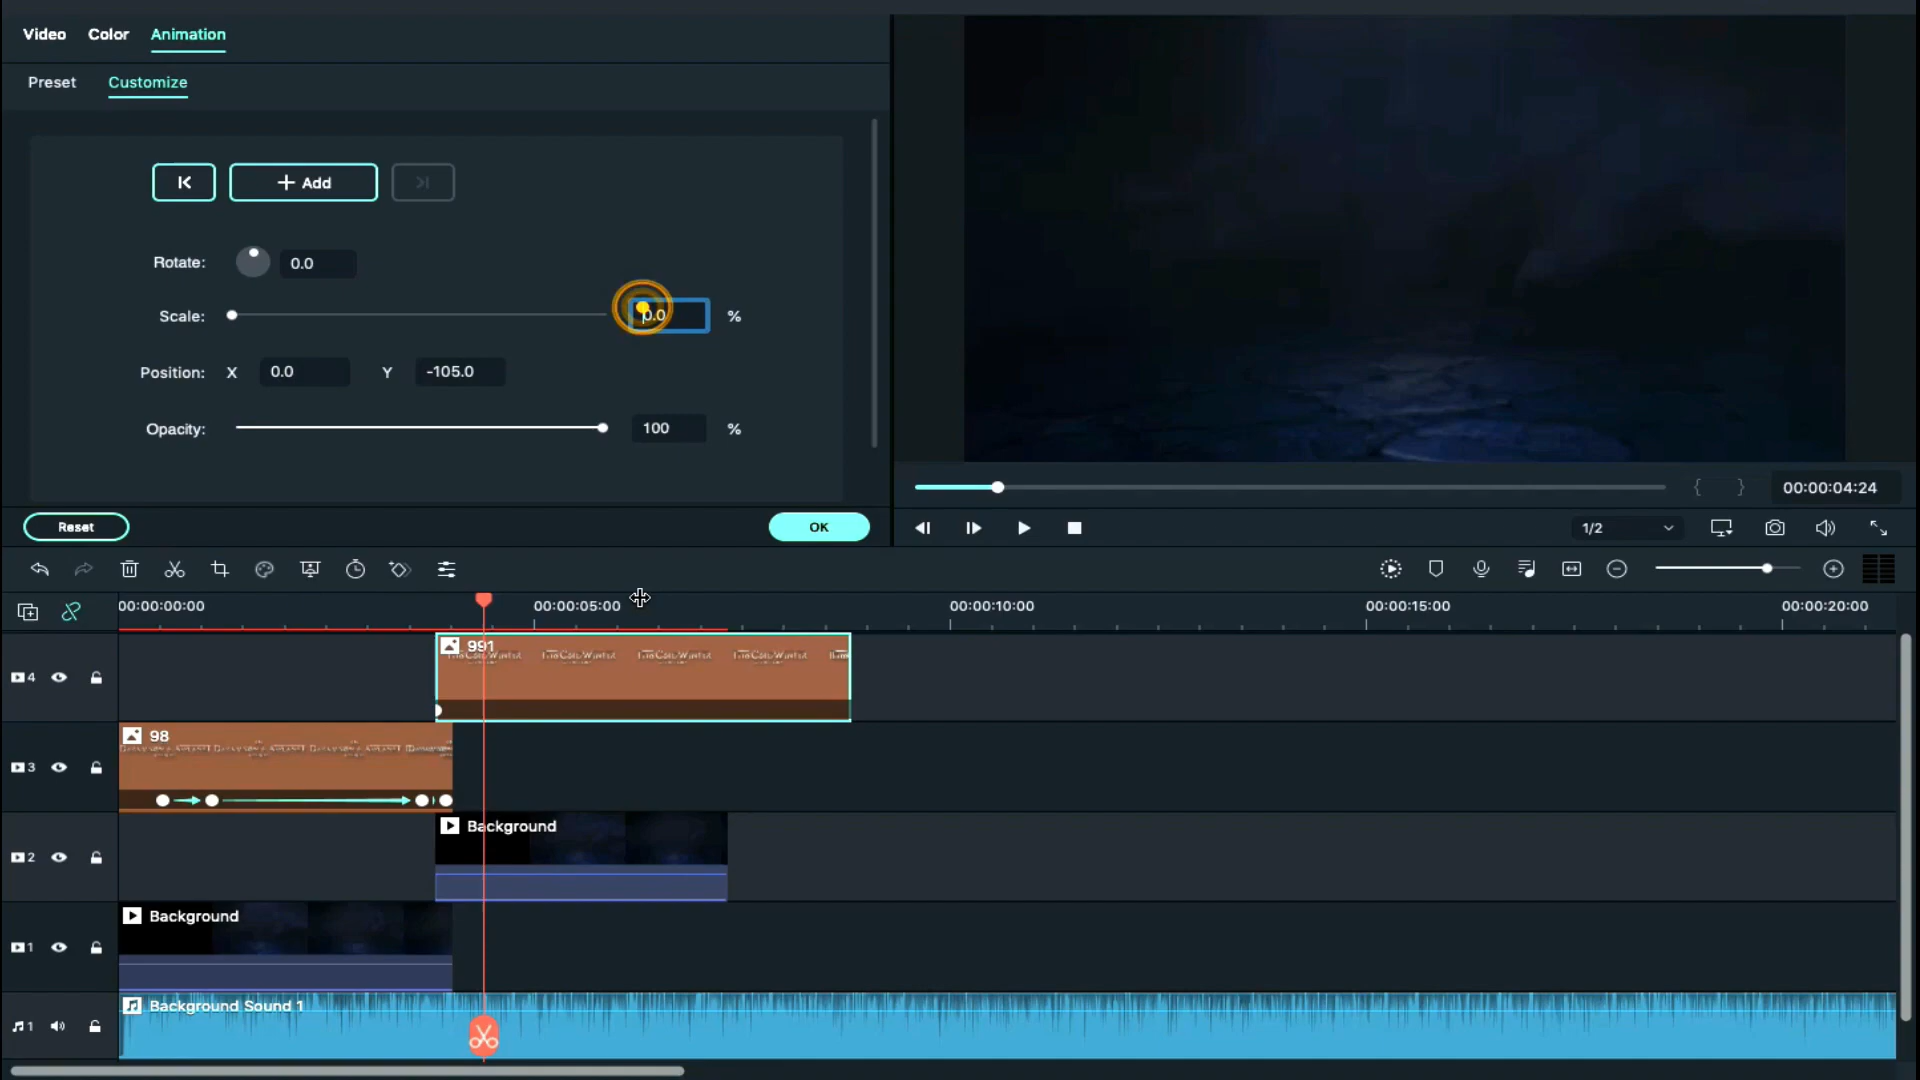 Video Color Animation
Preset Customize
+ Add
Rotate: 0.0
Scale: 0.0 %
Position: X 0.0 Y -105.0
Opacity: 100 %
Reset OK
00:00:04:24
1/2
00:00:00:00 00:00:05:00 00:00:10:00 00:00:15:00 00:00:20:00
4 991
3 98
2 Background
1 Background
1 Background Sound 1